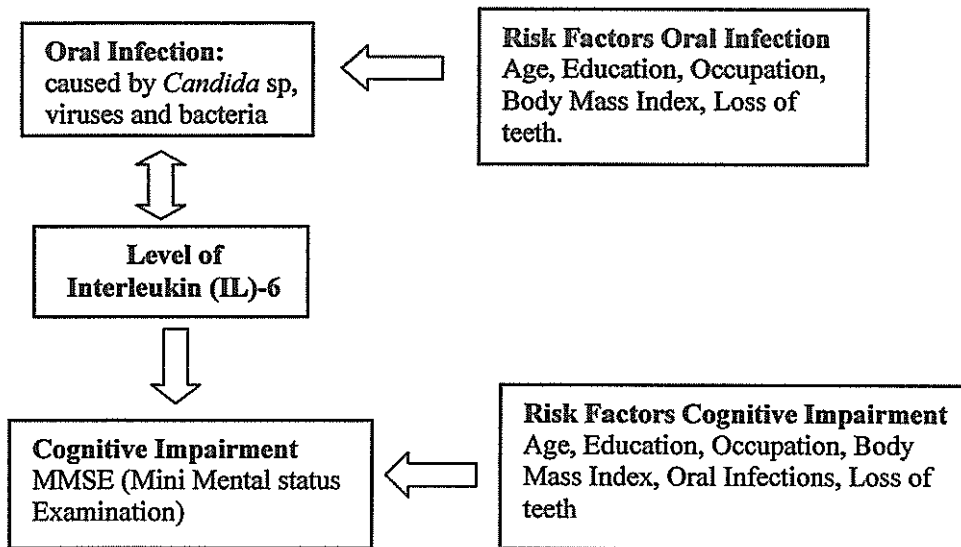 Oral Infection:
caused by Candida sp,
viruses and bacteria
Risk Factors Oral Infection
Age, Education, Occupation,
Body Mass Index, Loss of
teeth.
Level of
Interleukin (IL)-6
Cognitive Impairment
MMSE (Mini Mental status
Examination)
Risk Factors Cognitive Impairment
Age, Education, Occupation, Body
Mass Index, Oral Infections, Loss of
teeth